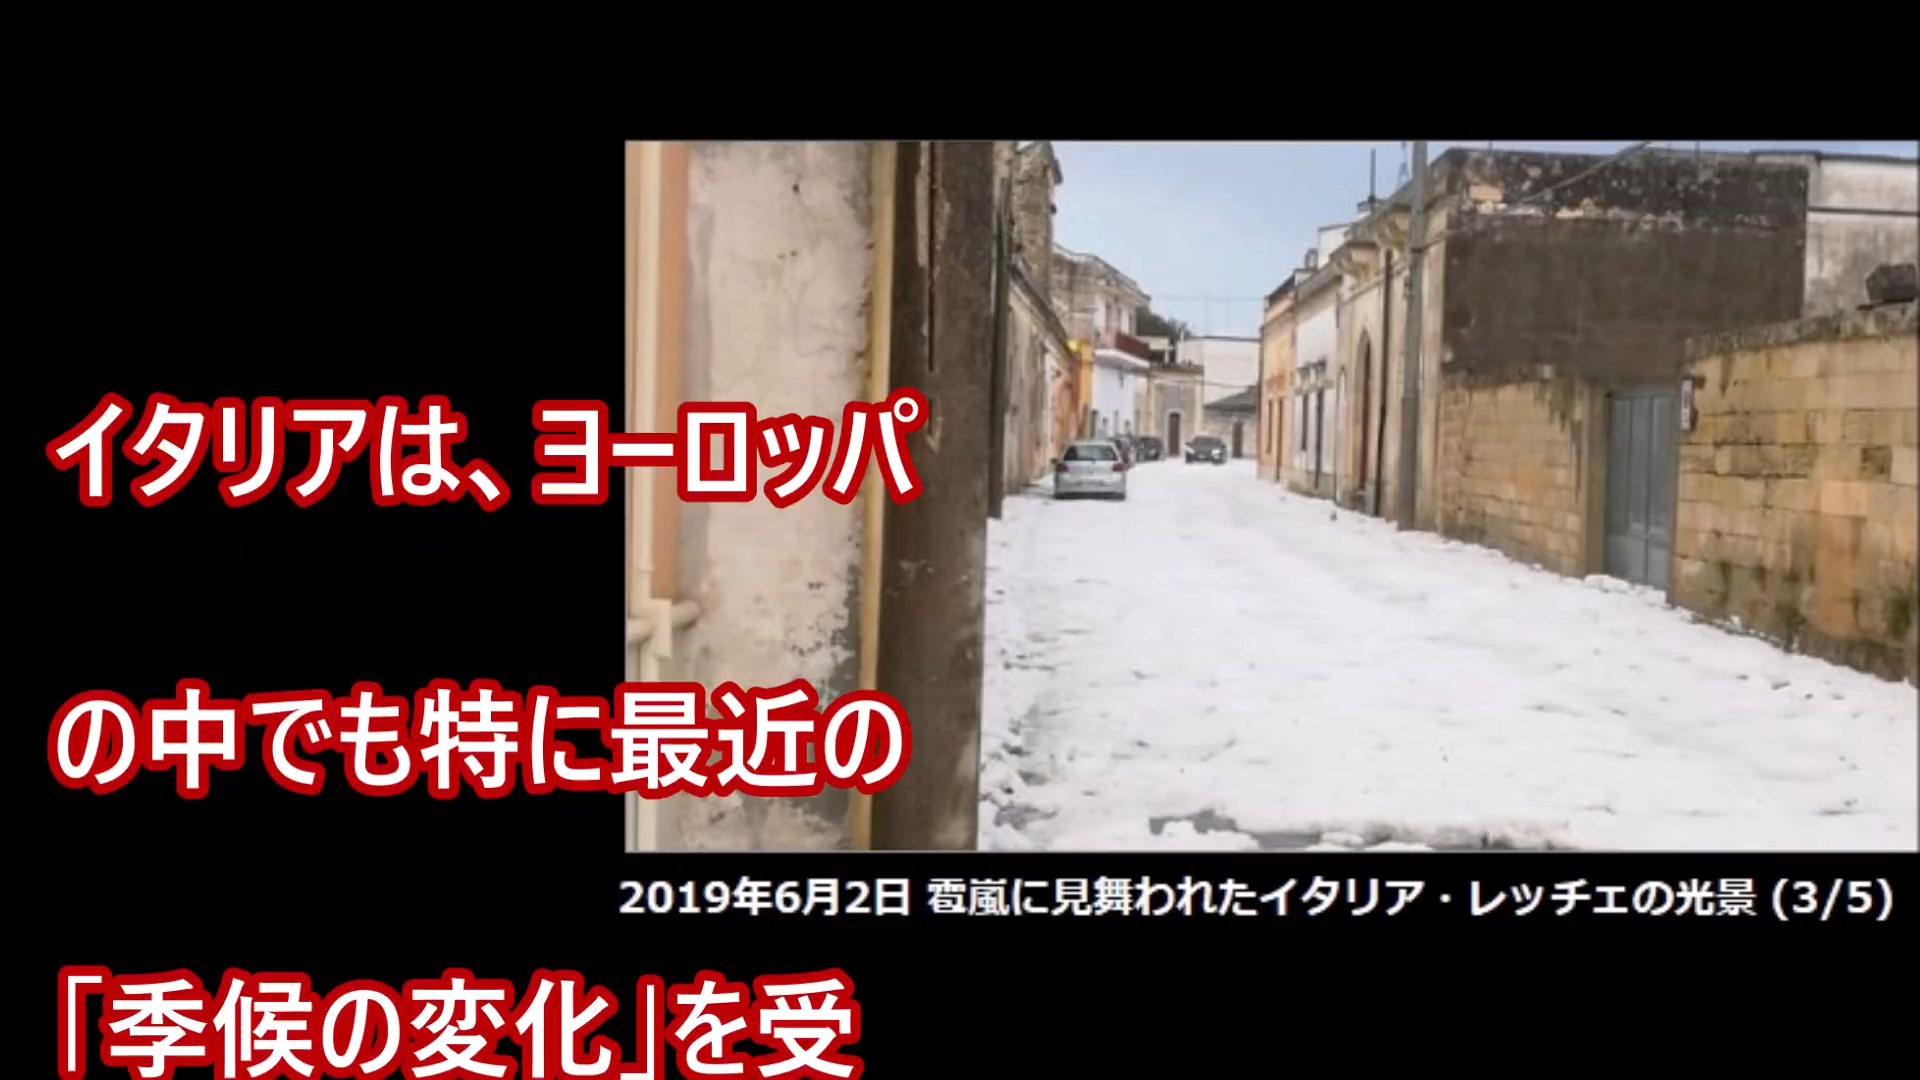 イタリアは、ヨーロッパ
の中でも特に最近の
「季候の変化」を受
2019年6月2日 雹嵐に見舞われたイタリア・レッチェの光景 (3/5)